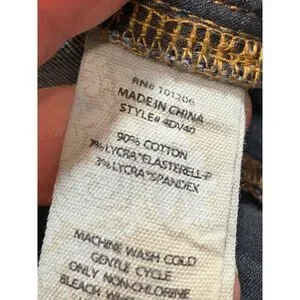 RN# 101206
MADE IN CHINA
STYLE# 4DV40
90% COTTON
7% LYCRA® ELASTERELL-P
3% LYCRA® SPANDEX
MACHINE WASH COLD
GENTLE CYCLE
ONLY NON-CHLORINE
BLEACH